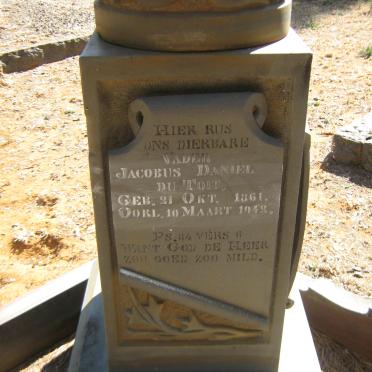 HIER RUS
ONS DIERBARE
VADER
JACOBUS DANIEL
DU TOIT.
GEB. 21 OKT. 1861.
OORL. 10 MAART 1942.
PS. 84 VERS 6
WANT GOD DE HEER
ZOO GOED ZOO MILD.